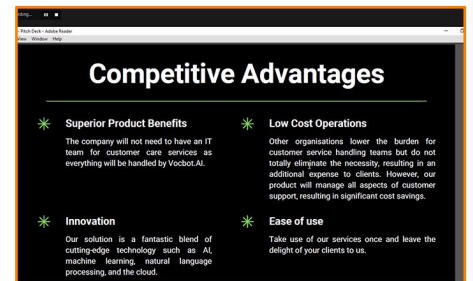 - Pitch Deck - Adobe Reader
View Window Help
Competitive Advantages
Superior Product Benefits
The company will not need to have an IT
team for customer care services as
everything will be handled by Vocbot.AI.
Low Cost Operations
Other organisations lower the burden for
customer service handling teams but do not
totally eliminate the necessity, resulting in an
additional expense to clients. However, our
product will manage all aspects of customer
support, resulting in significant cost savings.
Innovation
Our solution is a fantastic blend of
cutting-edge technology such as AI,
machine learning, natural language
processing, and the cloud.
Ease of use
Take use of our services once and leave the
delight of your clients to us.